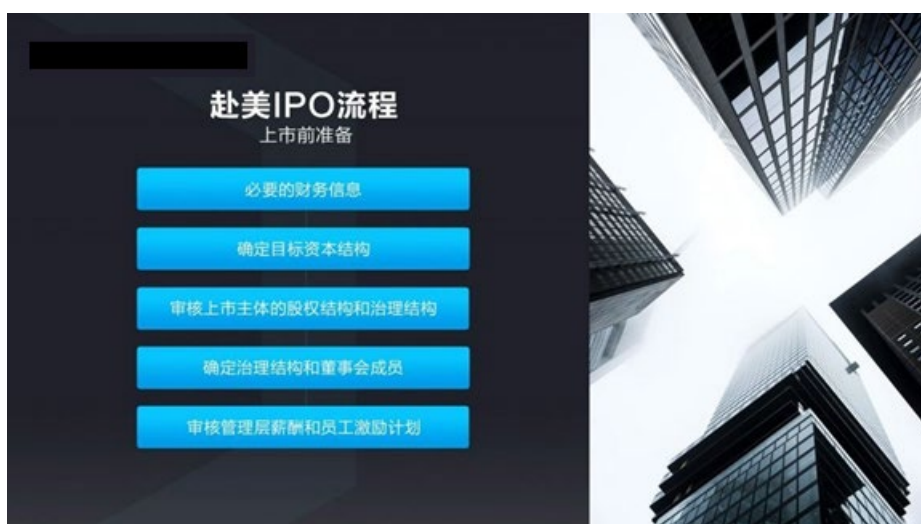 赴美IPO流程
上市前准备
必要的财务信息
确定目标资本结构
审核上市主体的股权结构和治理结构
确定治理结构和董事会成员
审核管理层薪酬和员工激励计划